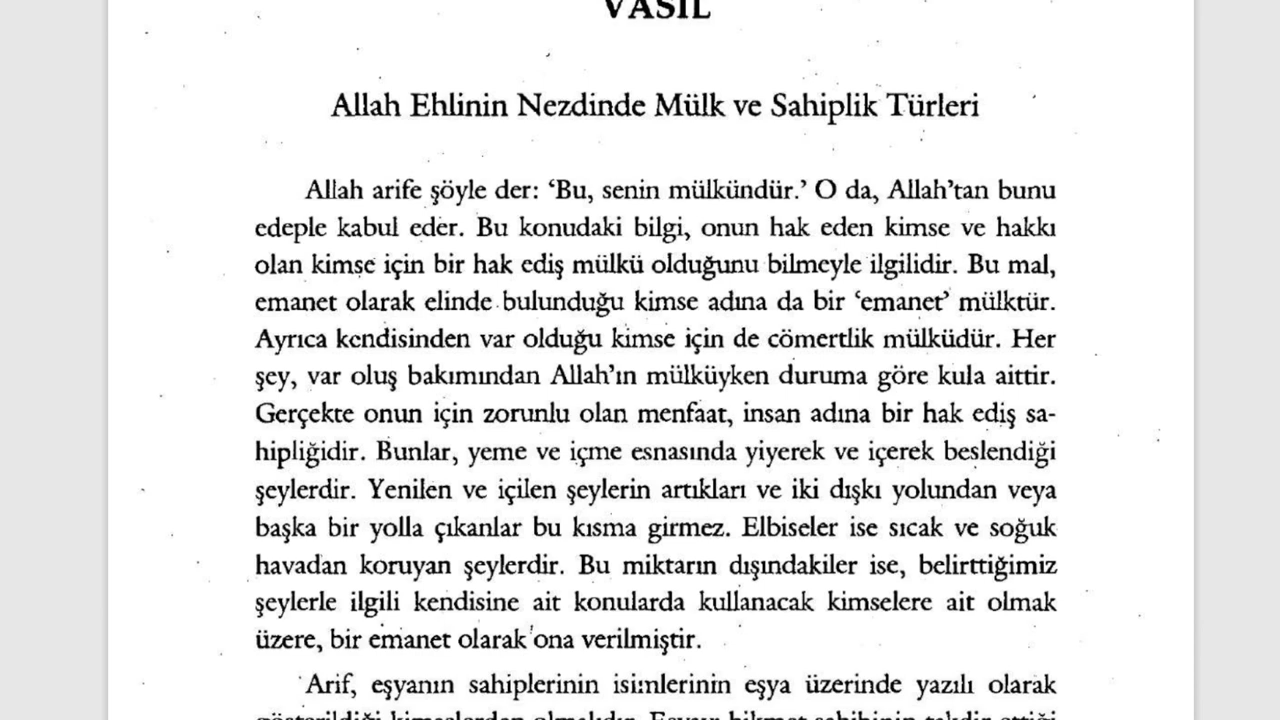 VASIL
Allah Ehlinin Nezdinde Mülk ve Sahiplik Türleri
Allah arife şöyle der: ‘Bu, senin mülkündür.’ O da, Allah’tan bunu
edeple kabul eder. Bu konudaki bilgi, onun hak eden kimse ve hakkı
olan kimse için bir hak ediş mülkü olduğunu bilmeyle ilgilidir. Bu mal,
emanet olarak elinde bulunduğu kimse adına da bir ‘emanet’ mülktür.
Ayrıca kendisinden var olduğu kimse için de cömertlik mülküdür. Her
şey, var oluş bakımından Allah’ın mülküyken duruma göre kula aittir.
Gerçekte onun için zorunlu olan menfaat, insan adına bir hak ediş sa-
hipliğidir. Bunlar, yeme ve içme esnasında yiyerek ve içerek beslendiği
şeylerdir. Yenilen ve içilen şeylerin artıkları ve iki dışkı yolundan veya
başka bir yolla çıkanlar bu kısma girmez. Elbiseler ise sıcak ve soğuk
havadan koruyan şeylerdir. Bu miktarın dışındakiler ise, belirttiğimiz
şeylerle ilgili kendisine ait konularda kullanacak kimselere ait olmak
üzere, bir emanet olarak ona verilmiştir.
Arif, eşyanın sahiplerinin isimlerinin eşya üzerinde yazılı olarak